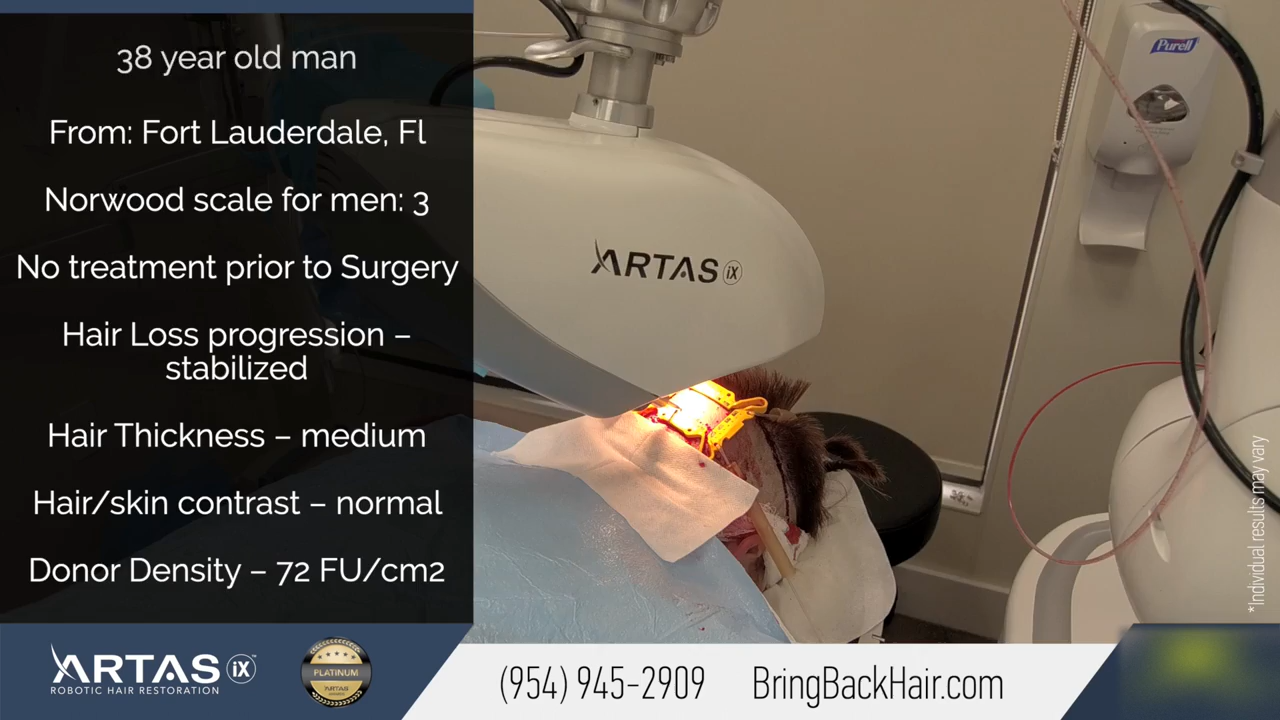 38 year old man
From: Fort Lauderdale, Fl
Norwood scale for men: 3
No treatment prior to Surgery
Hair Loss progression –
stabilized
Hair Thickness – medium
Hair/skin contrast – normal
Donor Density – 72 FU/cm2
Purell
ARTAS iX
*Individual results may vary
ARTAS iX™
ROBOTIC HAIR RESTORATION
PLATINUM
ARTAS
(954) 945-2909
BringBackHair.com